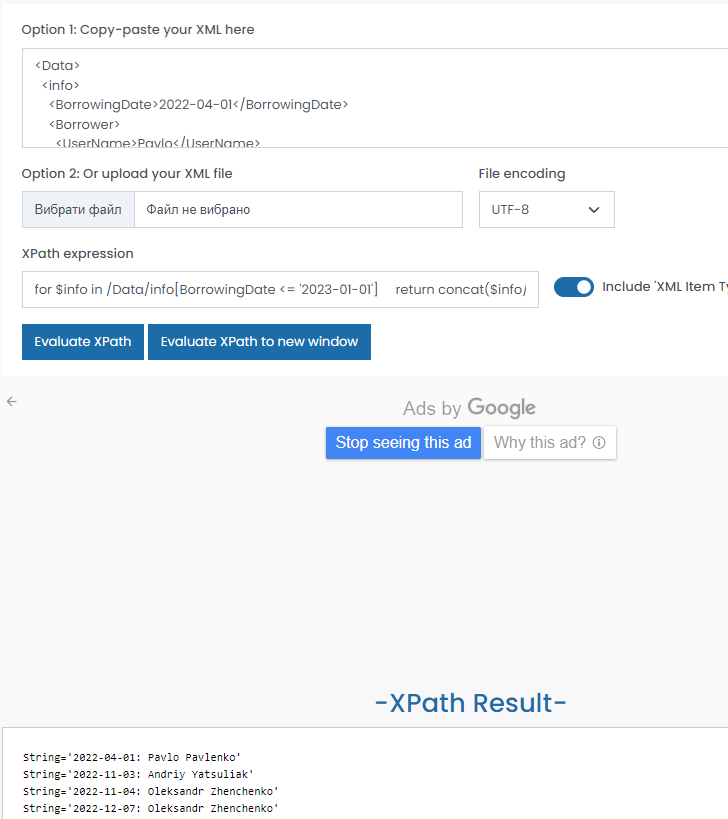 Option 1: Copy-paste your XML here
<Data>
<info>
<BorrowingDate>2022-04-01</BorrowingDate>
<Borrower>
<UserName>Pavlo</UserName>
Option 2: Or upload your XML file
File encoding
Вибрати файл Файл не вибрано
UTF-8
XPath expression
for $info in /Data/info[BorrowingDate <= '2023-01-01'] return concat($info/
Include 'XML Item Ty
Evaluate XPath Evaluate XPath to new window
Ads by Google
Stop seeing this ad Why this ad?
-XPath Result-
String='2022-04-01: Pavlo Pavlenko'
String='2022-11-03: Andriy Yatsuliak'
String='2022-11-04: Oleksandr Zhenchenko'
String='2022-12-07: Oleksandr Zhenchenko'